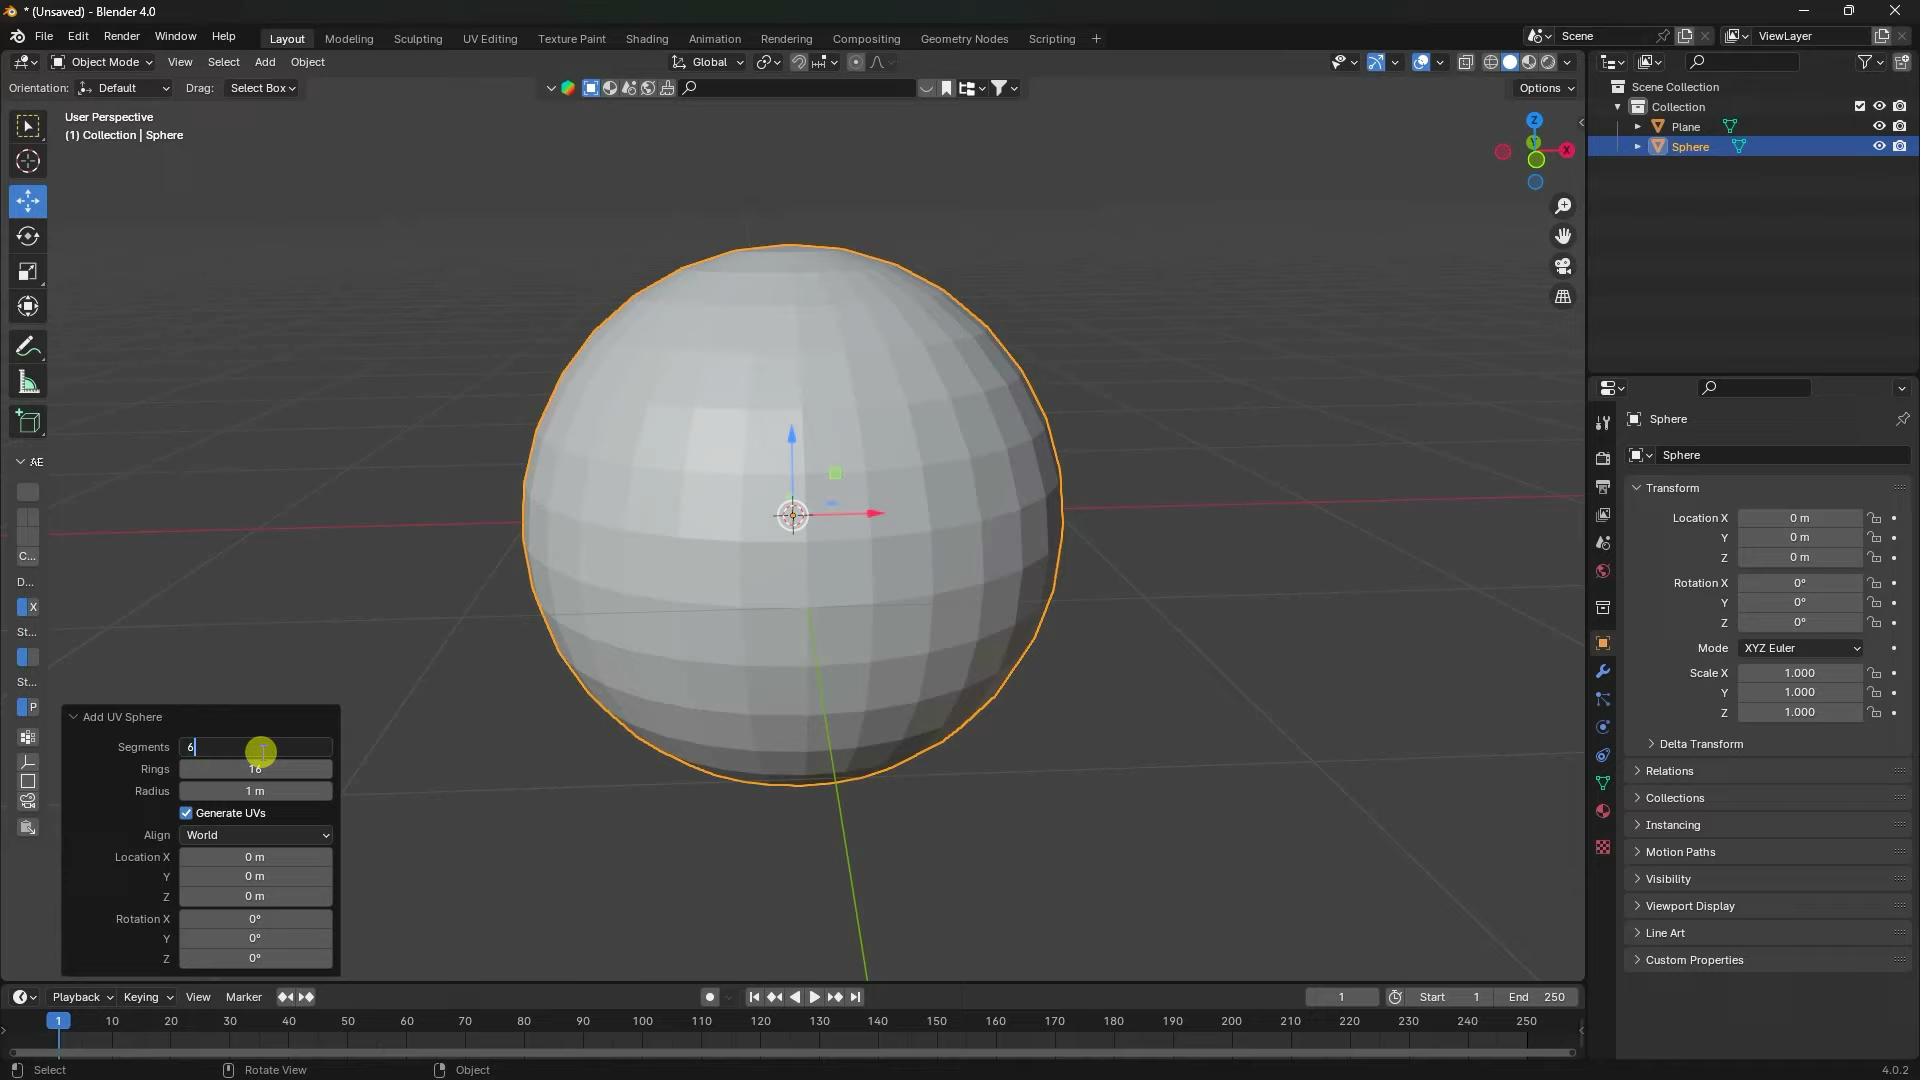 * (Unsaved) - Blender 4.0
File Edit Render Window Help Layout Modeling Sculpting UV Editing Texture Paint Shading Animation Rendering Compositing Geometry Nodes Scripting + Scene ViewLayer
Object Mode View Select Add Object Global
Orientation: Default Drag: Select Box Options
User Perspective
(1) Collection | Sphere
Z
Y
X
Scene Collection
Collection
Plane
Sphere
AE
C...
D...
X
St...
St...
P
Add UV Sphere
Segments 6
Rings 16
Radius 1 m
Generate UVs
Align World
Location X 0 m
Y 0 m
Z 0 m
Rotation X 0°
Y 0°
Z 0°
Sphere
Sphere
Transform
Location X 0 m
Y 0 m
Z 0 m
Rotation X 0°
Y 0°
Z 0°
Mode XYZ Euler
Scale X 1.000
Y 1.000
Z 1.000
Delta Transform
Relations
Collections
Instancing
Motion Paths
Visibility
Viewport Display
Line Art
Custom Properties
Playback Keying View Marker 1 Start 1 End 250
1 10 20 30 40 50 60 70 80 90 100 110 120 130 140 150 160 170 180 190 200 210 220 230 240 250
Select Rotate View Object 4.0.2